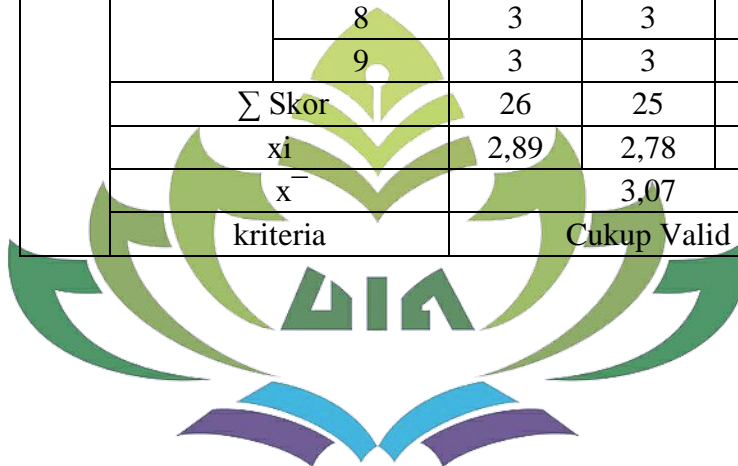 8 3 3
9 3 3
∑ Skor 26 25
xi 2,89 2,78
x¯ 3,07
kriteria Cukup Valid
UIN